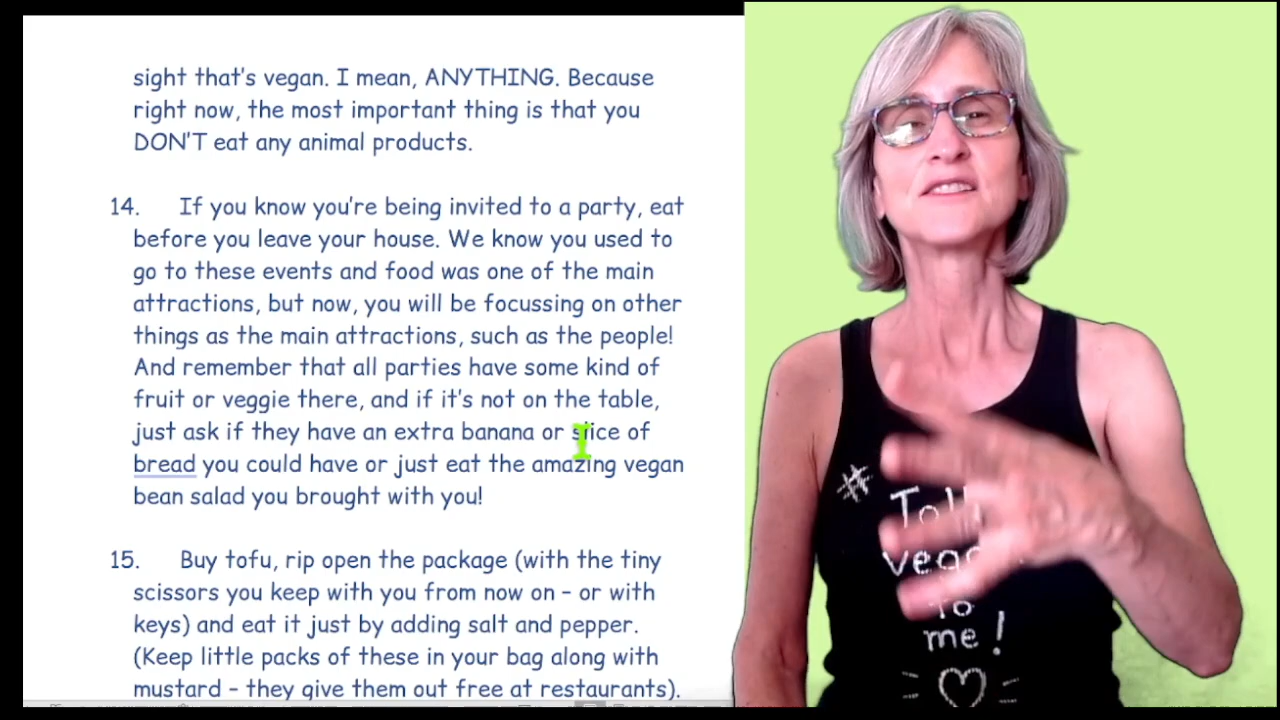 sight that's vegan. I mean, ANYTHING. Because
right now, the most important thing is that you
DON'T eat any animal products.
14. If you know you're being invited to a party, eat
before you leave your house. We know you used to
go to these events and food was one of the main
attractions, but now, you will be focussing on other
things as the main attractions, such as the people!
And remember that all parties have some kind of
fruit or veggie there, and if it's not on the table,
just ask if they have an extra banana or slice of
bread you could have or just eat the amazing vegan
bean salad you brought with you!
15. Buy tofu, rip open the package (with the tiny
scissors you keep with you from now on – or with
keys) and eat it just by adding salt and pepper.
(Keep little packs of these in your bag along with
mustard – they give them out free at restaurants).
#
to
me!